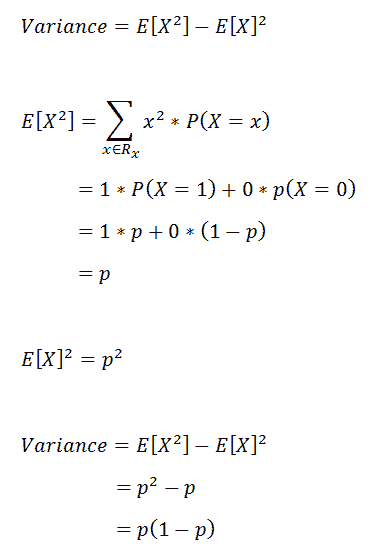 Variance = E[X²] − E[X]²
E[X²] = ∑ x² * P(X = x)
x∈Rₓ
= 1 * P(X = 1) + 0 * p(X = 0)
= 1 * p + 0 * (1 − p)
= p
E[X]² = p²
Variance = E[X²] − E[X]²
= p² − p
= p(1 − p)